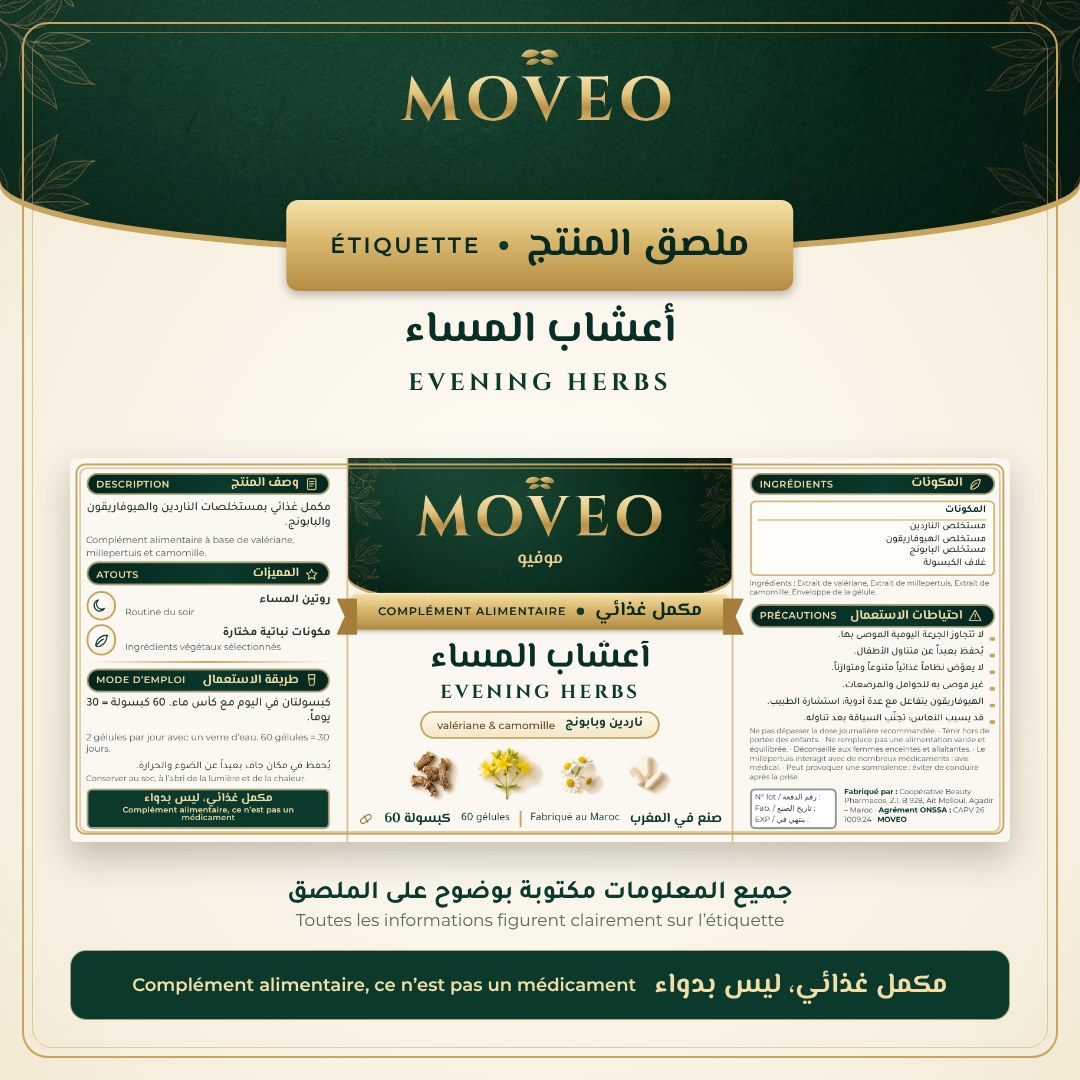 MOVEO
ÉTIQUETTE • ملصق المنتج
أعشاب المساء
EVENING HERBS
DESCRIPTION وصف المنتج
مكمل غذائي بمستخلصات الناردين والهيوفاريقون
والبابونج.
Complément alimentaire à base de valériane,
millepertuis et camomille.
ATOUTS المميزات
روتين المساء
Routine du soir
مكونات نباتية مختارة
Ingrédients végétaux sélectionnés
MODE D'EMPLOI طريقة الاستعمال
كبسولتان في اليوم مع كأس ماء. 60 كبسولة = 30
يوماً.
2 gélules par jour avec un verre d'eau. 60 gélules = 30
jours.
يُحفظ في مكان جاف بعيداً عن الضوء والحرارة.
Conserver au sec, à l'abri de la lumière et de la chaleur.
مكمل غذائي، ليس بدواء
Complément alimentaire, ce n'est pas un
médicament
MOVEO
موفيو
COMPLÉMENT ALIMENTAIRE • مكمل غذائي
أعشاب المساء
EVENING HERBS
valériane & camomille ناردين وبابونج
60 كبسولة 60 gélules | Fabriqué au Maroc صنع في المغرب
INGRÉDIENTS المكونات
المكونات
مستخلص الناردين
مستخلص الهيوفاريقون
مستخلص البابونج
غلاف الكبسولة
Ingrédients : Extrait de valériane, Extrait de millepertuis, Extrait de
camomille, Enveloppe de la gélule.
PRÉCAUTIONS احتياطات الاستعمال
لا تتجاوز الجرعة اليومية الموصى بها.
يُحفظ بعيداً عن متناول الأطفال.
لا يعوّض نظاماً غذائياً متنوعاً ومتوازناً.
غير موصى به للحوامل والمرضعات.
الهيوفاريقون يتفاعل مع عدة أدوية: استشارة الطبيب.
قد يسبب النعاس: تجنّب السياقة بعد تناوله.
Ne pas dépasser la dose journalière recommandée. · Tenir hors de
portée des enfants. · Ne remplace pas une alimentation variée et
équilibrée. · Déconseillé aux femmes enceintes et allaitantes. · Le
millepertuis interagit avec de nombreux médicaments : avis
médical. · Peut provoquer une somnolence : éviter de conduire
après la prise.
N° lot / رقم الدفعة :
Fab. / تاريخ الصنع :
EXP / ينتهي في :
Fabriqué par : Coopérative Beauty
Pharmacos, Z.I. B 928, Ait Melloul, Agadir
– Maroc · Agrément ONSSA : CAPV 26
1009.24 · MOVEO
جميع المعلومات مكتوبة بوضوح على الملصق
Toutes les informations figurent clairement sur l'étiquette
Complément alimentaire, ce n'est pas un médicament مكمل غذائي، ليس بدواء